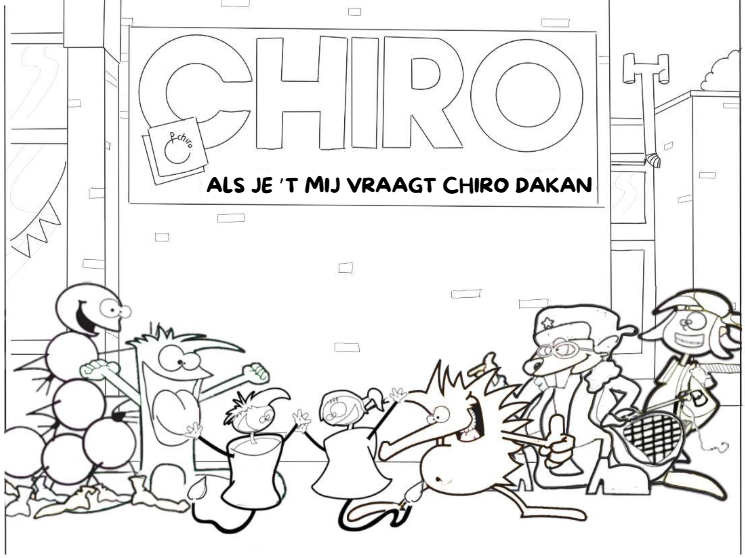 CHIRO
chiro
ALS JE 'T MIJ VRAAGT CHIRO DAKAN